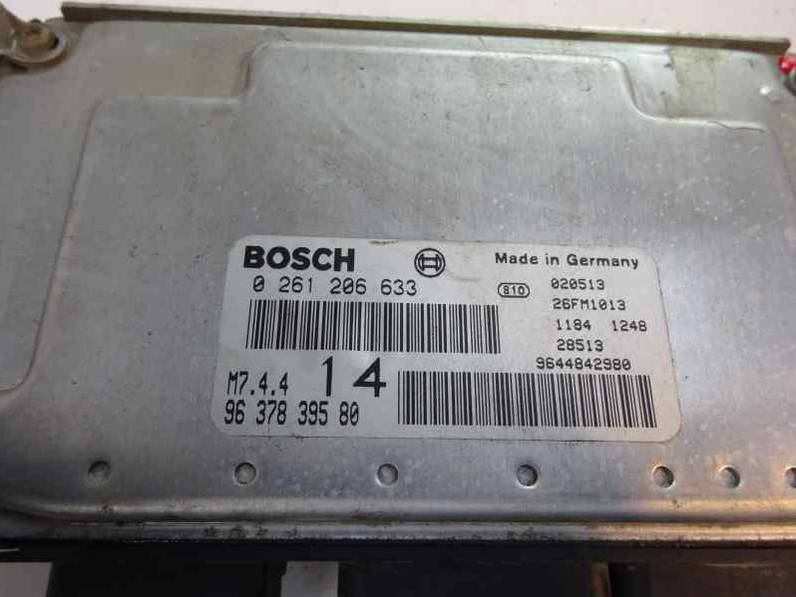 BOSCH
Made in Germany
0 261 206 633
810
020513
26FM1013
1184 1248
28513
9644842980
M7.4.4
14
96 378 395 80